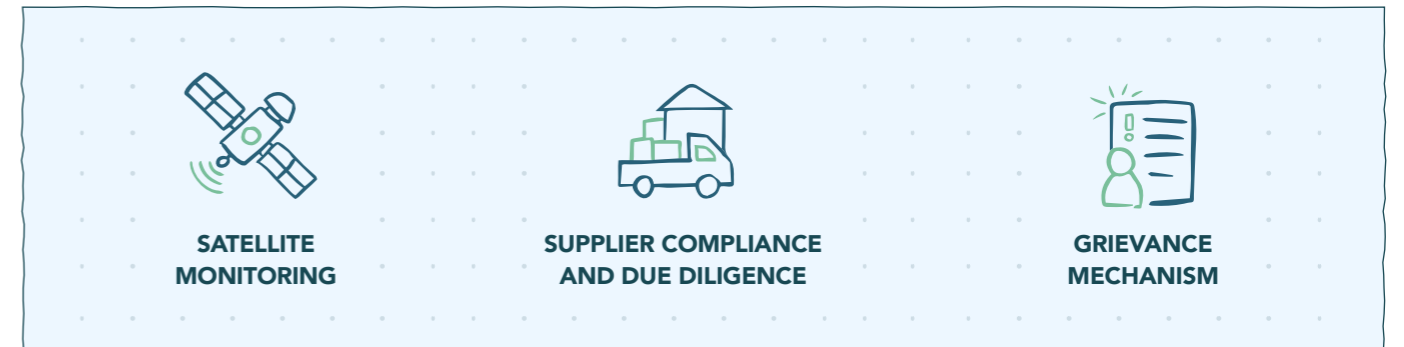 SATELLITE
MONITORING
SUPPLIER COMPLIANCE
AND DUE DILIGENCE
GRIEVANCE
MECHANISM